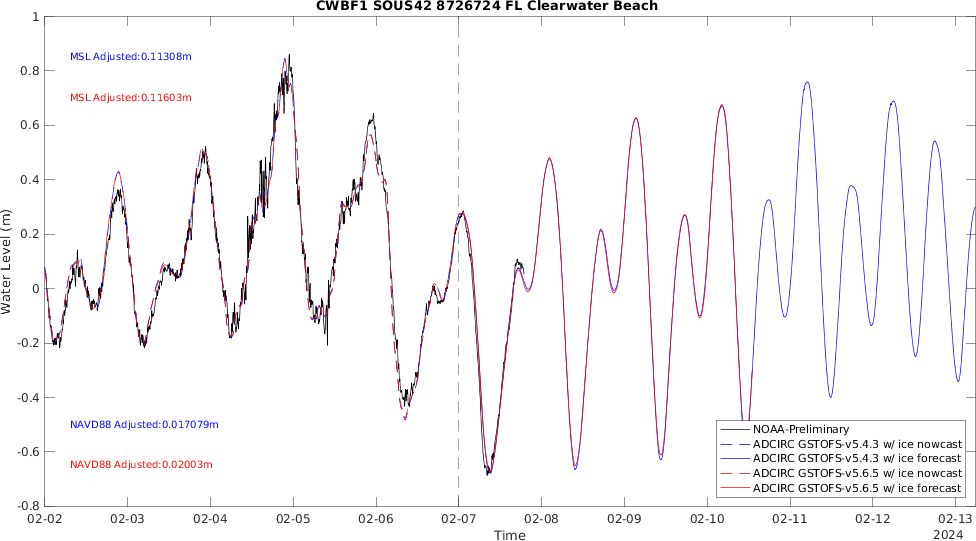 CWBF1 SOUS42 8726724 FL Clearwater Beach
1
0.8
0.6
0.4
0.2
0
-0.2
-0.4
-0.6
-0.8
Water Level (m)
MSL Adjusted:0.11308m
MSL Adjusted:0.11603m
NAVD88 Adjusted:0.017079m
NAVD88 Adjusted:0.02003m
NOAA-Preliminary
ADCIRC GSTOFS-v5.4.3 w/ ice nowcast
ADCIRC GSTOFS-v5.4.3 w/ ice forecast
ADCIRC GSTOFS-v5.6.5 w/ ice nowcast
ADCIRC GSTOFS-v5.6.5 w/ ice forecast
02-02 02-03 02-04 02-05 02-06 02-07 02-08 02-09 02-10 02-11 02-12 02-13
Time
2024